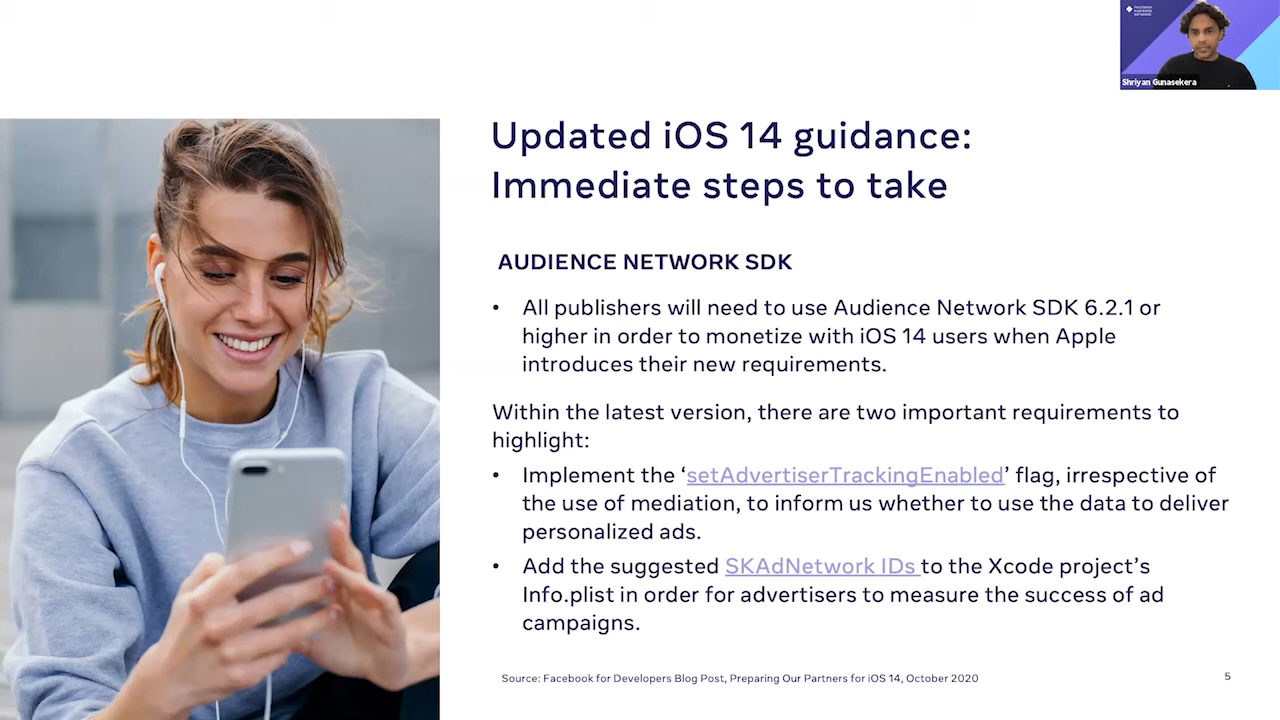 FACEBOOK
AUDIENCE
NETWORK
Shriyan Gunasekera
Updated iOS 14 guidance:
Immediate steps to take
AUDIENCE NETWORK SDK
• All publishers will need to use Audience Network SDK 6.2.1 or
higher in order to monetize with iOS 14 users when Apple
introduces their new requirements.
Within the latest version, there are two important requirements to
highlight:
• Implement the ‘setAdvertiserTrackingEnabled’ flag, irrespective of
the use of mediation, to inform us whether to use the data to deliver
personalized ads.
• Add the suggested SKAdNetwork IDs to the Xcode project’s
Info.plist in order for advertisers to measure the success of ad
campaigns.
Source: Facebook for Developers Blog Post, Preparing Our Partners for iOS 14, October 2020
5